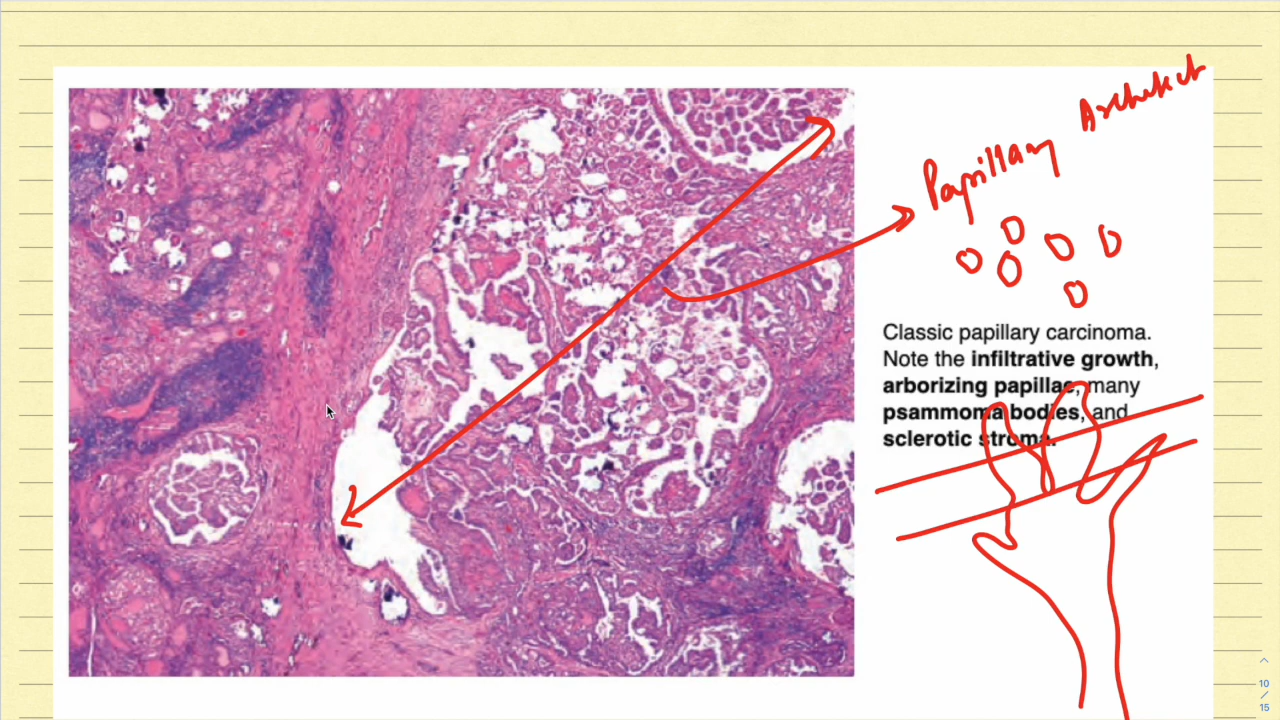 Papillary Architect
Classic papillary carcinoma.
Note the infiltrative growth,
arborizing papillae, many
psammoma bodies, and
sclerotic stroma.
10
/
15